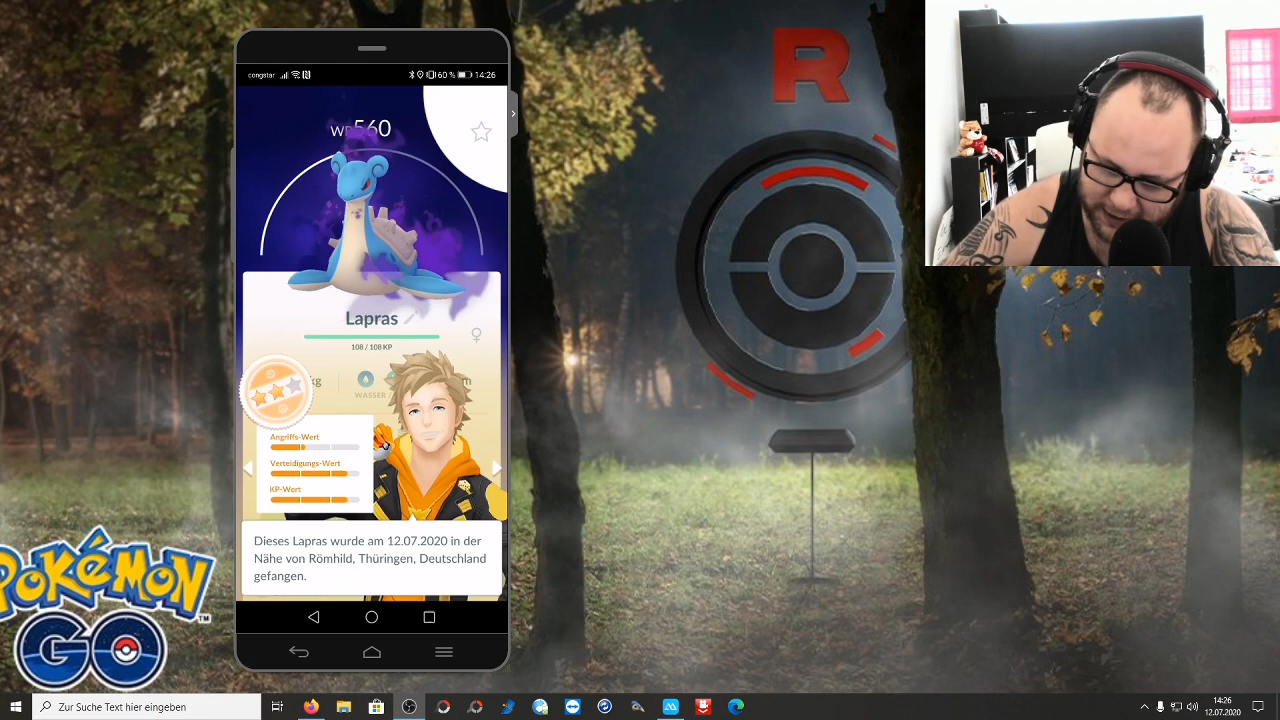 congstar
60 % 14:26
WP560
R
Lapras
108 / 108 KP
kg
m
WASSER /
Angriffs-Wert
Verteidigungs-Wert
KP-Wert
Dieses Lapras wurde am 12.07.2020 in der
Nähe von Römhild, Thüringen, Deutschland
gefangen.
POKÉMON
GO
TM
Zur Suche Text hier eingeben
14:26
12.07.2020